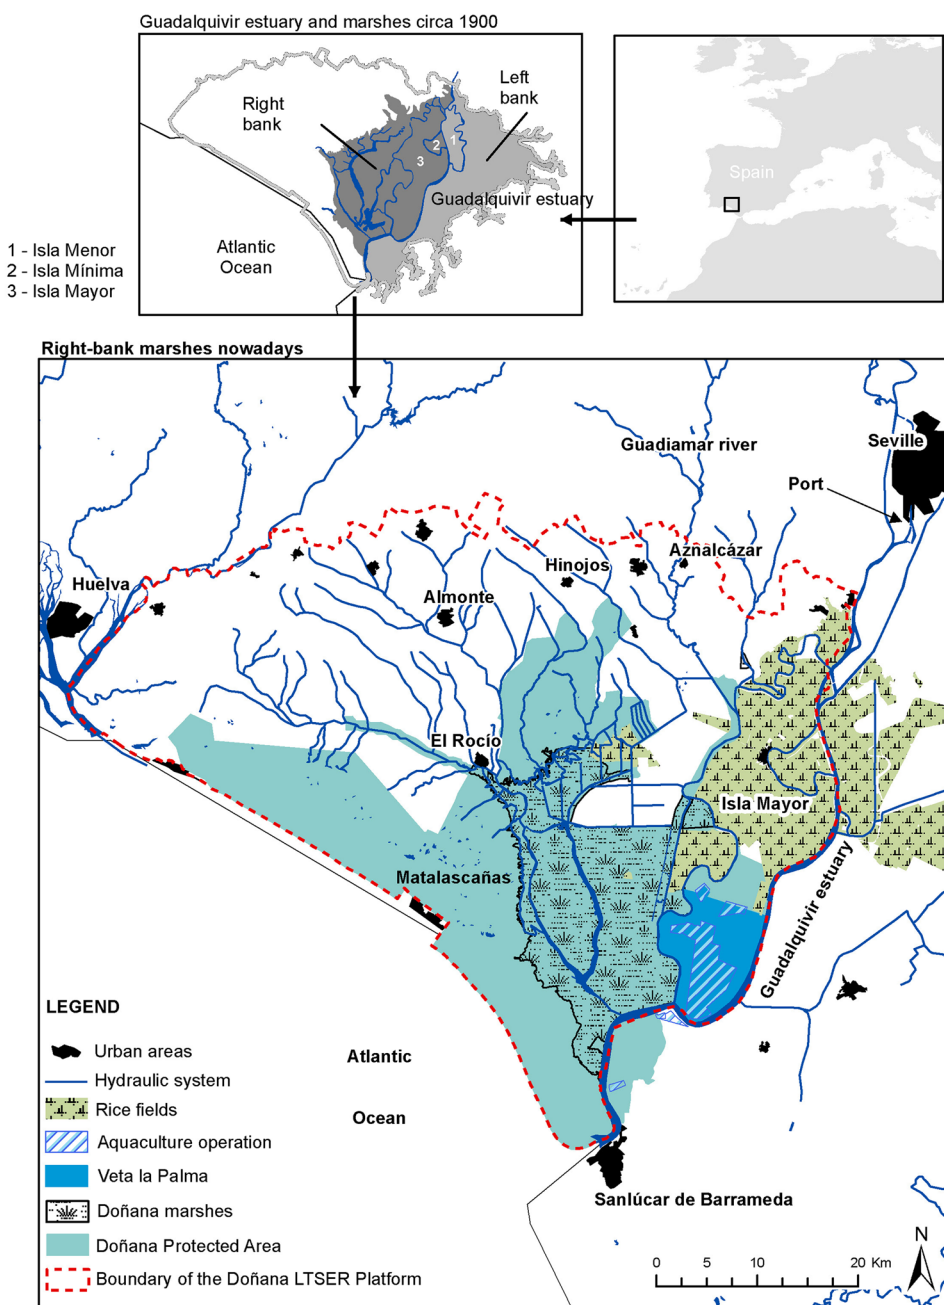 Guadalquivir estuary and marshes circa 1900
Right
bank
Left
bank
1
2
3
Guadalquivir estuary
Atlantic
Ocean
1 - Isla Menor
2 - Isla Mínima
3 - Isla Mayor
Spain
Right-bank marshes nowadays
Guadiamar river
Seville
Port
Huelva
Hinojos
Aznalcázar
Almonte
El Rocío
Isla Mayor
Matalascañas
Guadalquivir estuary
Atlantic
Ocean
Sanlúcar de Barrameda
LEGEND
Urban areas
Hydraulic system
Rice fields
Aquaculture operation
Veta la Palma
Doñana marshes
Doñana Protected Area
Boundary of the Doñana LTSER Platform
N
0 5 10 20 Km